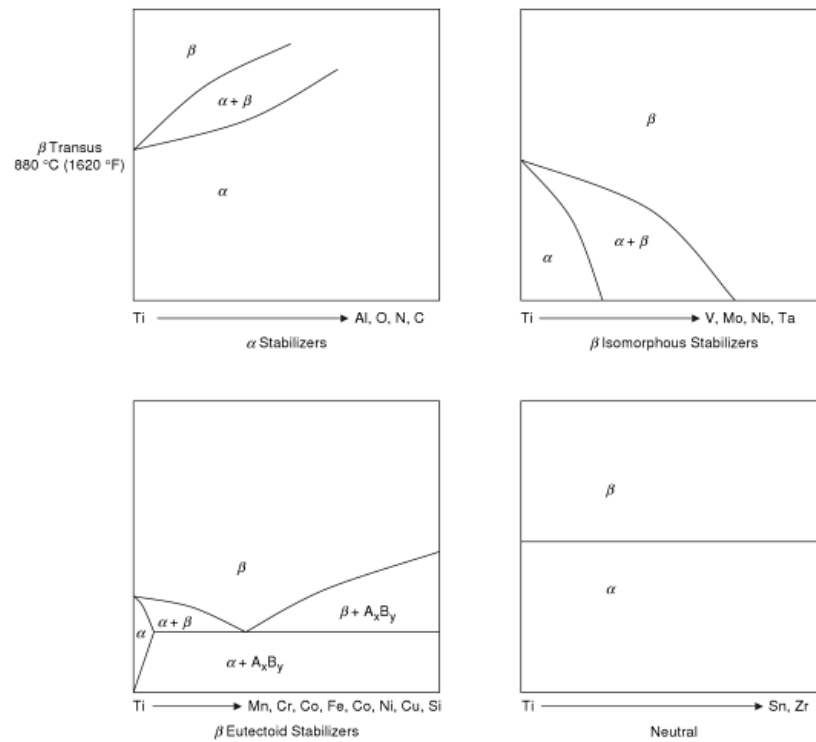 β
α + β
β Transus
880 °C (1620 °F)
α
Ti
Al, O, N, C
α Stabilizers
β
α + β
α
Ti
V, Mo, Nb, Ta
β Isomorphous Stabilizers
β
α + β
α
β + AxBy
α + AxBy
Ti
Mn, Cr, Co, Fe, Co, Ni, Cu, Si
β Eutectoid Stabilizers
β
α
Ti
Sn, Zr
Neutral